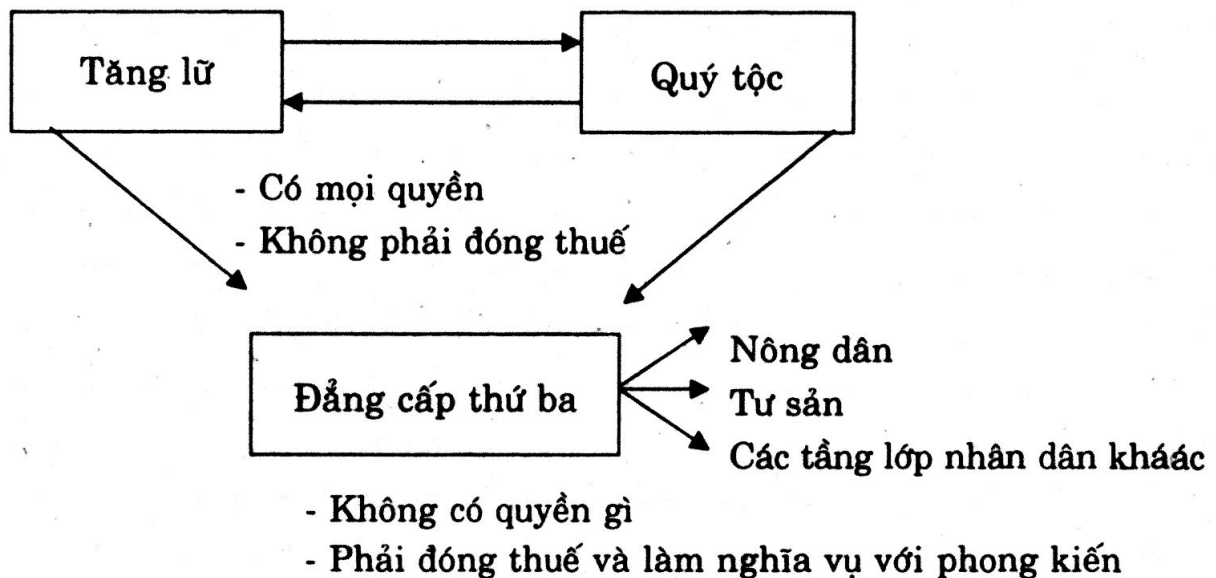 Tăng lữ
Quý tộc
- Có mọi quyền
- Không phải đóng thuế
Đẳng cấp thứ ba
Nông dân
Tư sản
Các tầng lớp nhân dân kháác
- Không có quyền gì
- Phải đóng thuế và làm nghĩa vụ với phong kiến